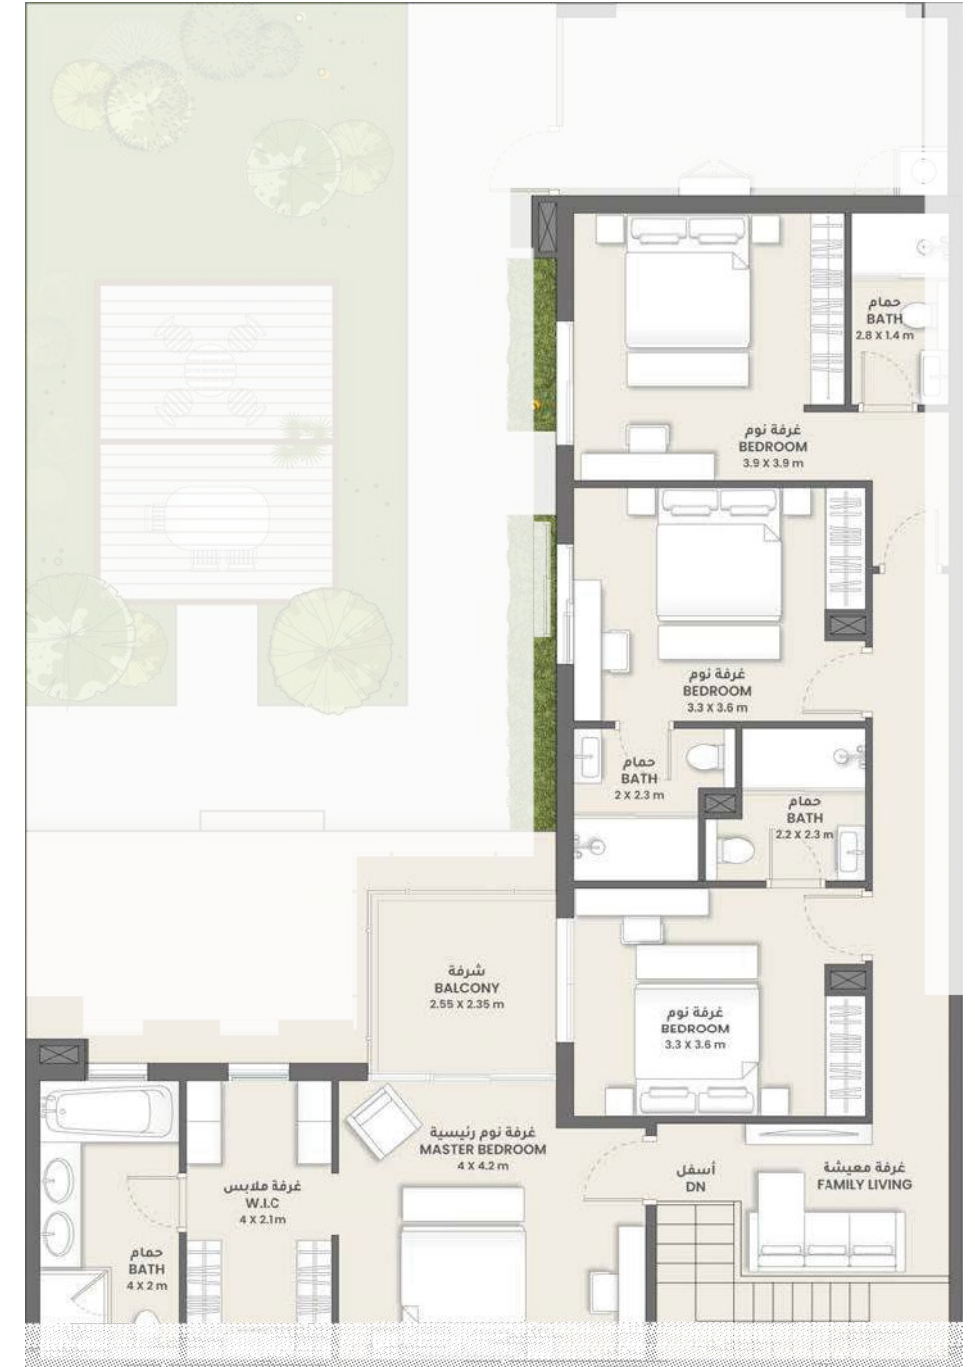 حمام
BATH
2.8 X 1.4 m
غرفة نوم
BEDROOM
3.9 X 3.9 m
غرفة نوم
BEDROOM
3.3 X 3.6 m
حمام
BATH
2 X 2.3 m
حمام
BATH
2.2 X 2.3 m
شرفة
BALCONY
2.55 X 2.35 m
غرفة نوم
BEDROOM
3.3 X 3.6 m
غرفة نوم رئيسية
MASTER BEDROOM
4 X 4.2 m
أسفل
DN
غرفة معيشة
FAMILY LIVING
غرفة ملابس
W.I.C
4 X 2.1m
حمام
BATH
4 X 2 m